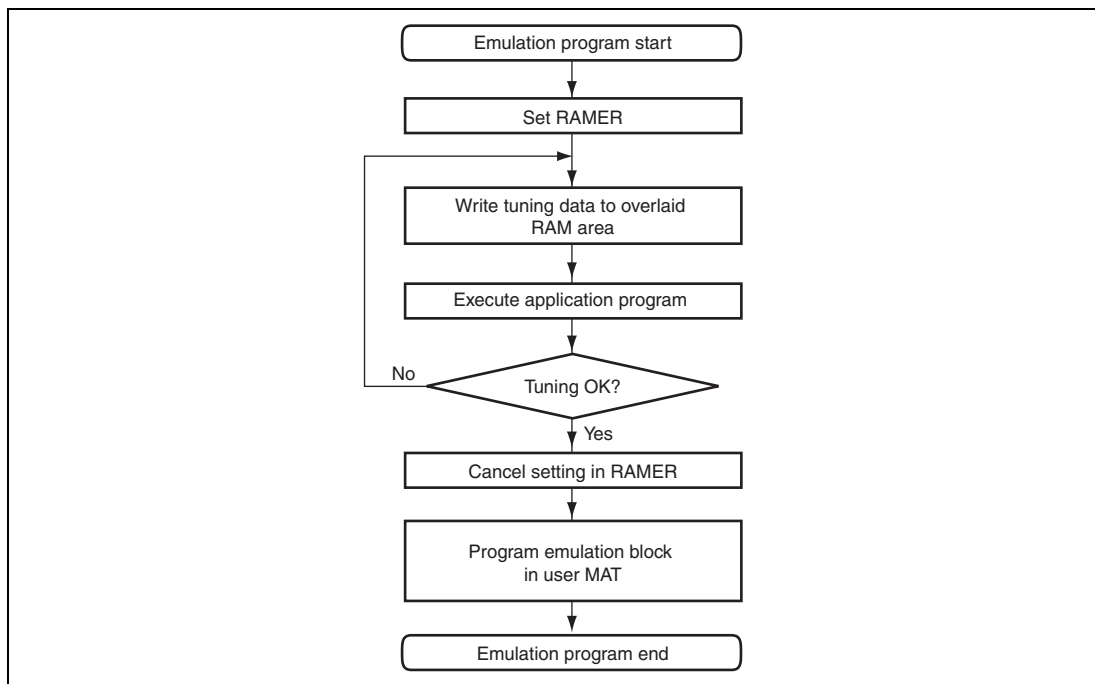 Emulation program start
Set RAMER
Write tuning data to overlaid
RAM area
Execute application program
No
Tuning OK?
Yes
Cancel setting in RAMER
Program emulation block
in user MAT
Emulation program end